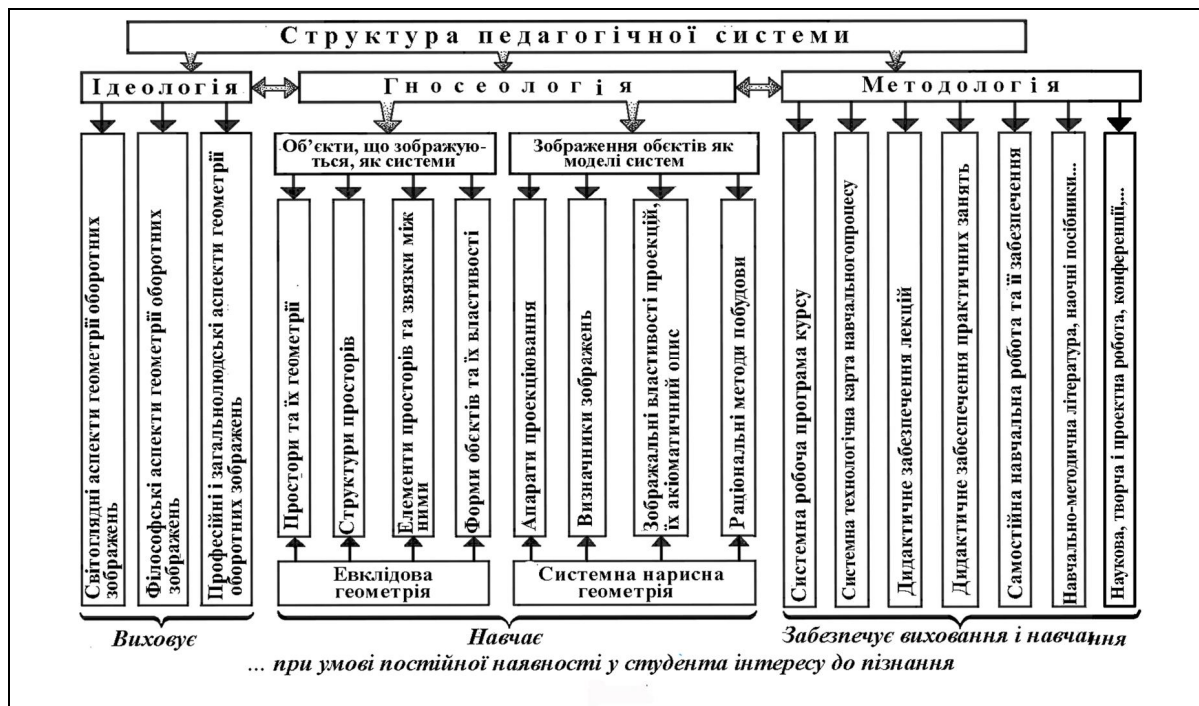 Структура педагогічної системи
Ідеологія
Гносеологія
Методологія
Об’єкти, що зображую-
ться, як системи
Зображення обєктів як
моделі систем
Світоглядні аспекти геометрії оборотних
зображень
Філософські аспекти геометрії оборотних
зображень
Професійні і загальнолюдські аспекти геометрії
оборотних зображень
Простори та їх геометрії
Структури просторів
Елементи просторів та звязки між
ними
Форми обєктів та їх властивості
Апарати проекціювання
Визначники зображень
Зображальні властивості проекцій,
їх акіоматичний опис
Раціональні методи побудови
Системна робоча програма курсу
Системна технологічна карта навчальногопроцесу
Дидактичне забезпечення лекцій
Дидактичне забеспечення практичних занять
Самостійна навчальна робота та її забезпечення
Навчально-методична література, наочні посібники...
Наукова, творча і проектна робота, конференції,...
Евклідова
геометрія
Системна нарисна
геометрія
Виховує
Навчає
Забезпечує виховання і навчання
... при умові постійної наявності у студента інтересу до пізнання